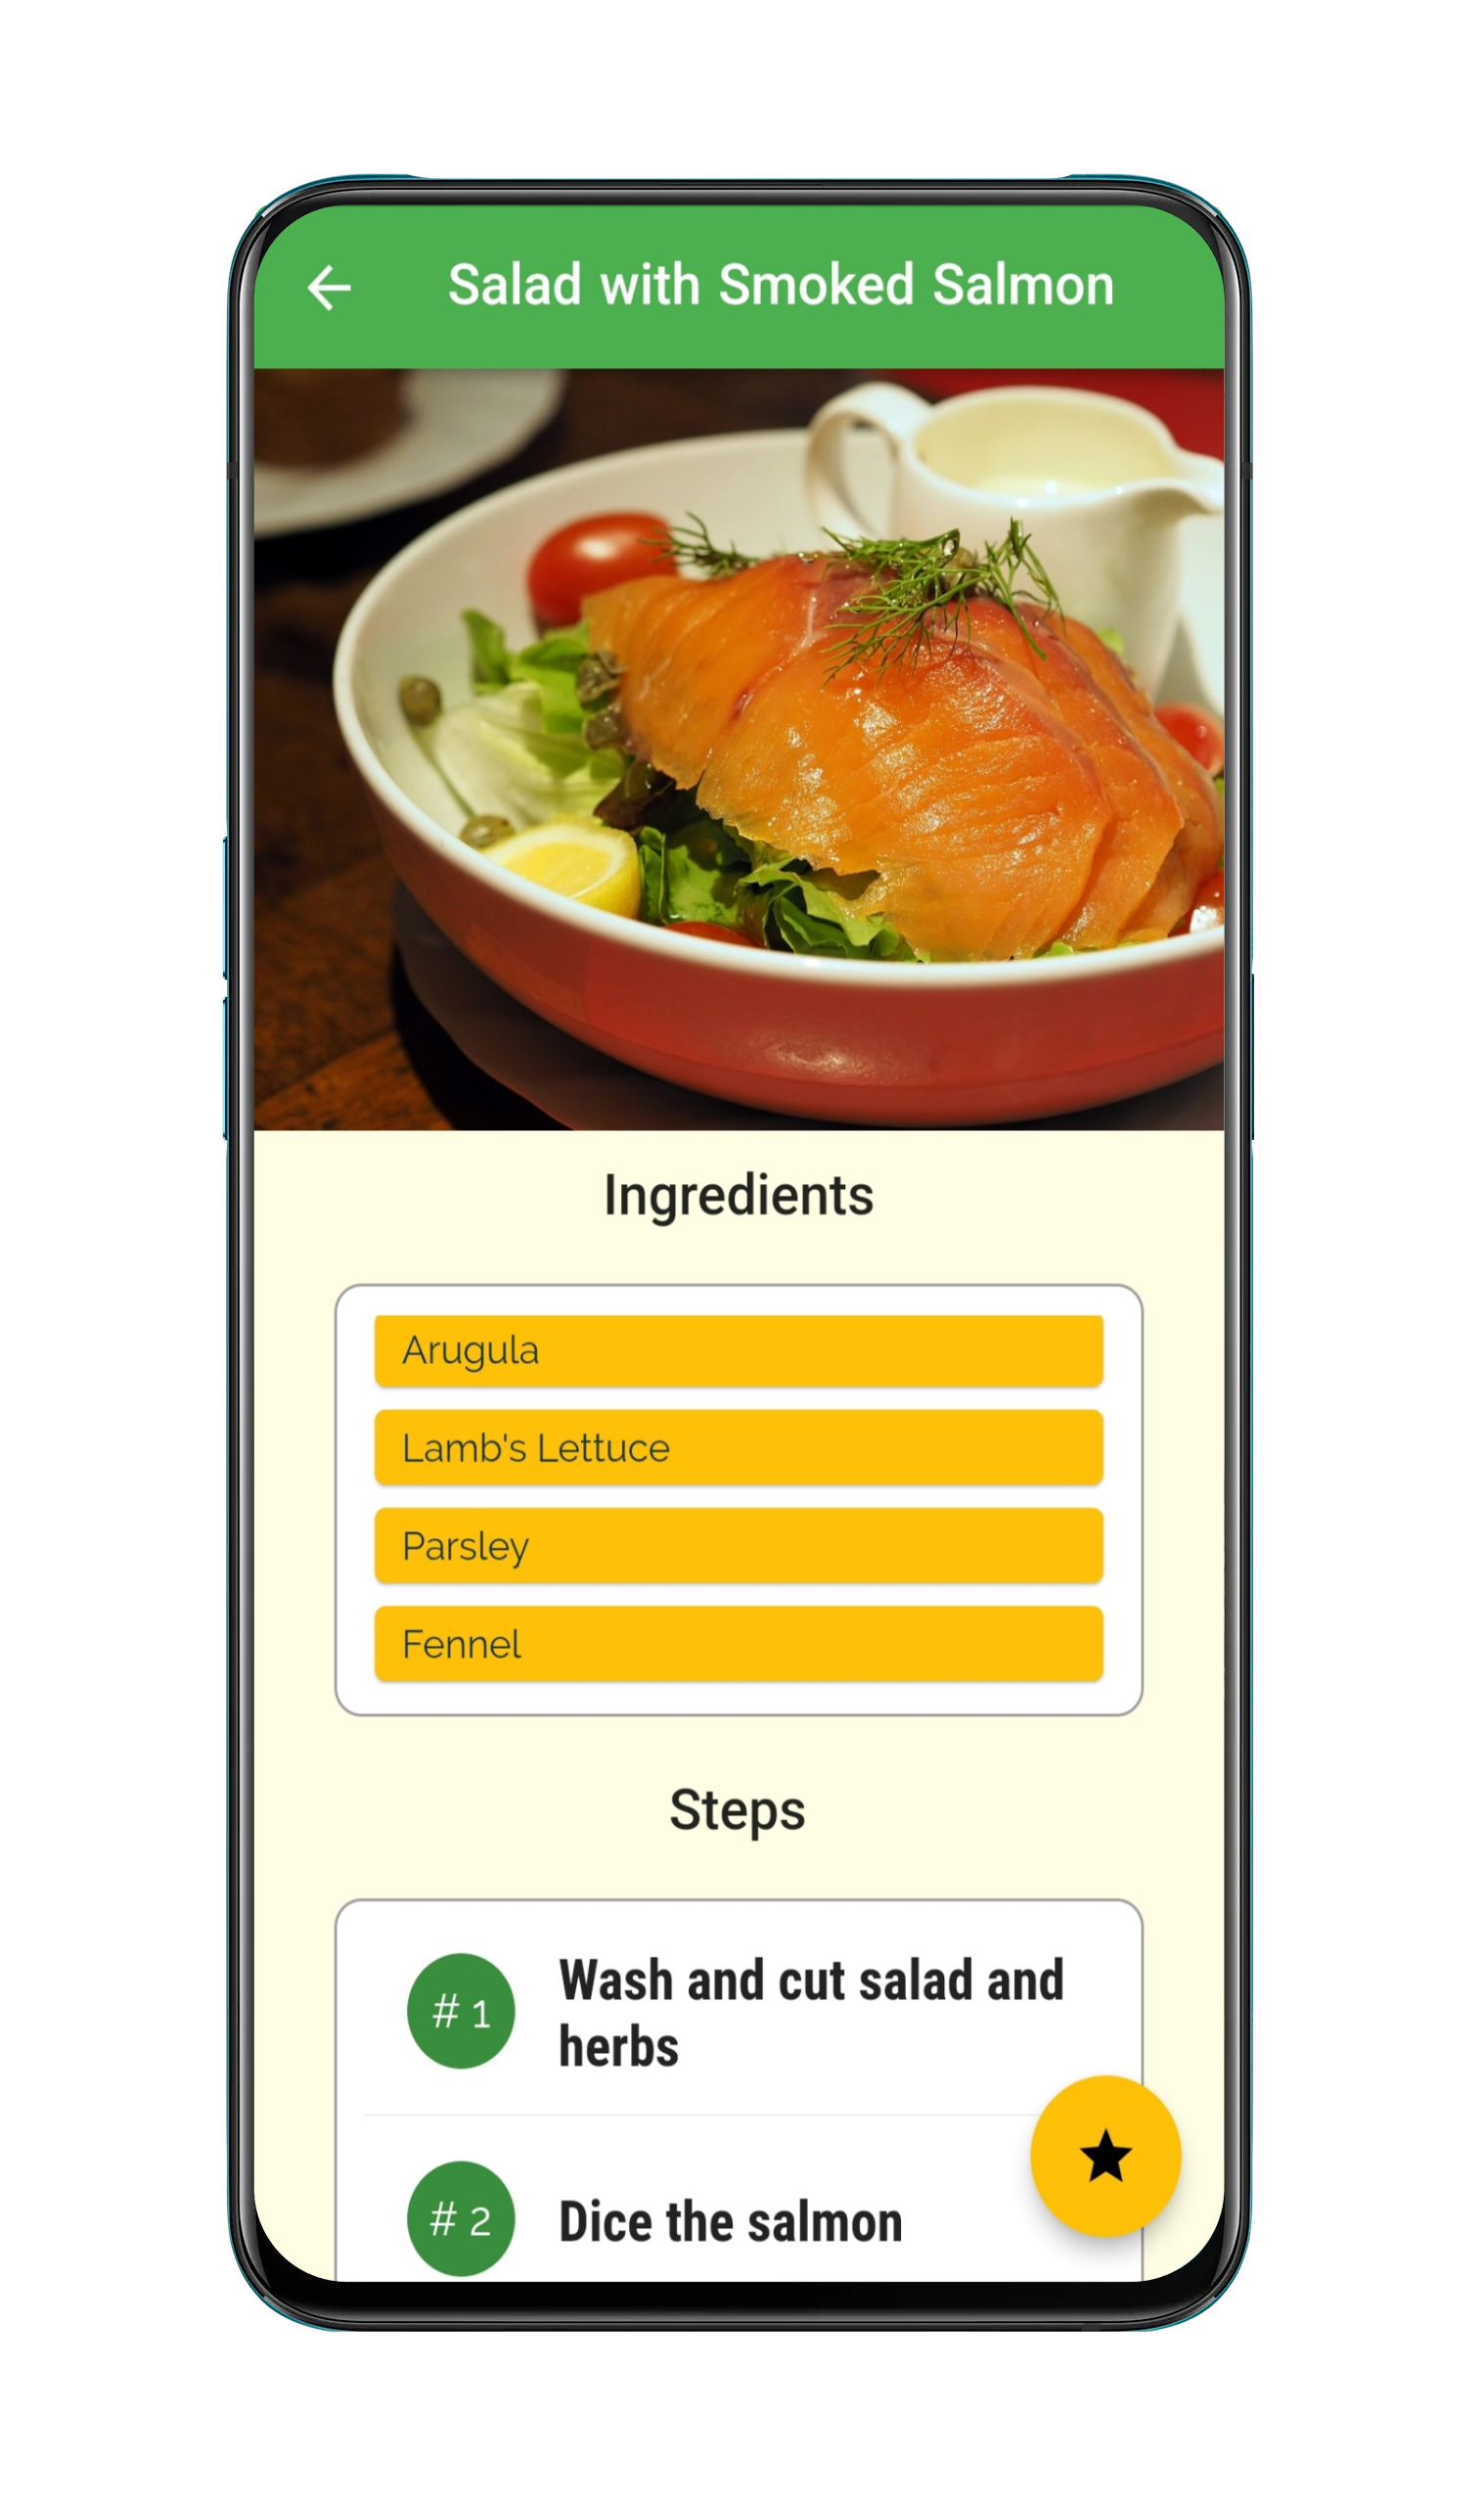 Salad with Smoked Salmon
Ingredients
Arugula
Lamb's Lettuce
Parsley
Fennel
Steps
# 1
Wash and cut salad and
herbs
# 2
Dice the salmon